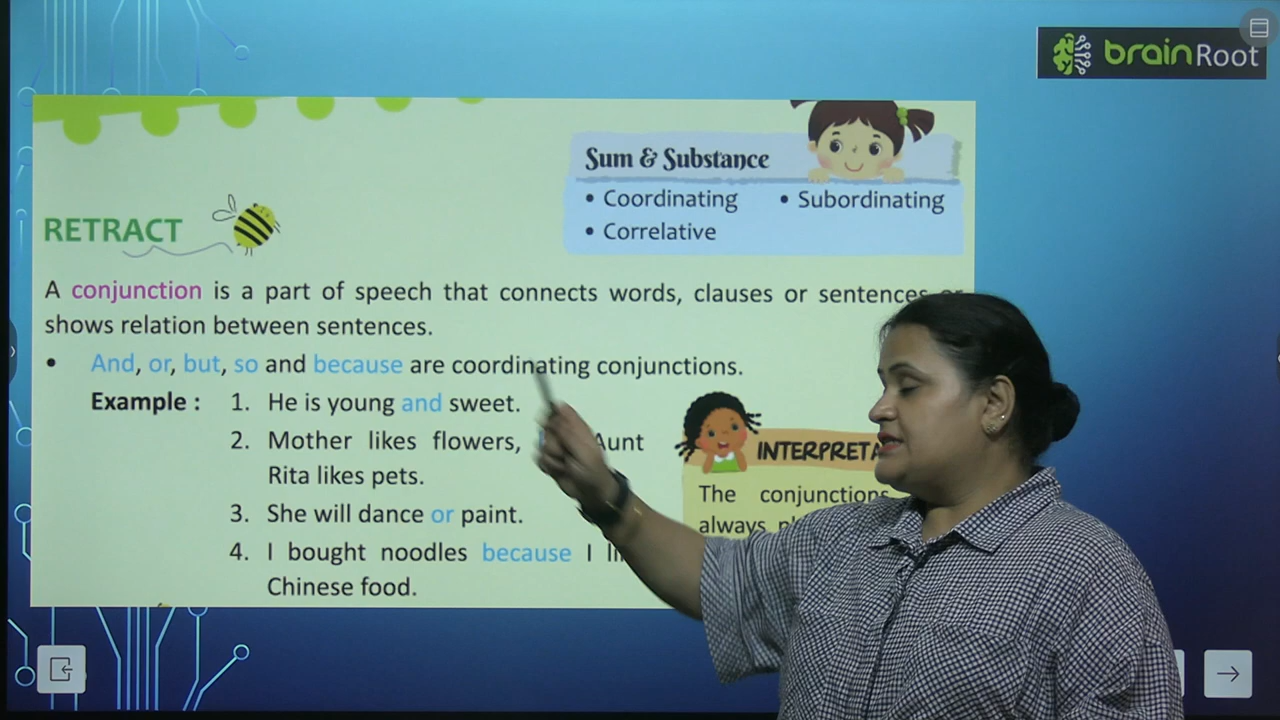 brainRoot
Sum & Substance
• Coordinating • Subordinating
• Correlative
RETRACT
A conjunction is a part of speech that connects words, clauses or sentences or
shows relation between sentences.
• And, or, but, so and because are coordinating conjunctions.
Example : 1. He is young and sweet.
2. Mother likes flowers, Aunt
Rita likes pets.
3. She will dance or paint.
4. I bought noodles because I
Chinese food.
INTERPRETA
The conjunctions
always